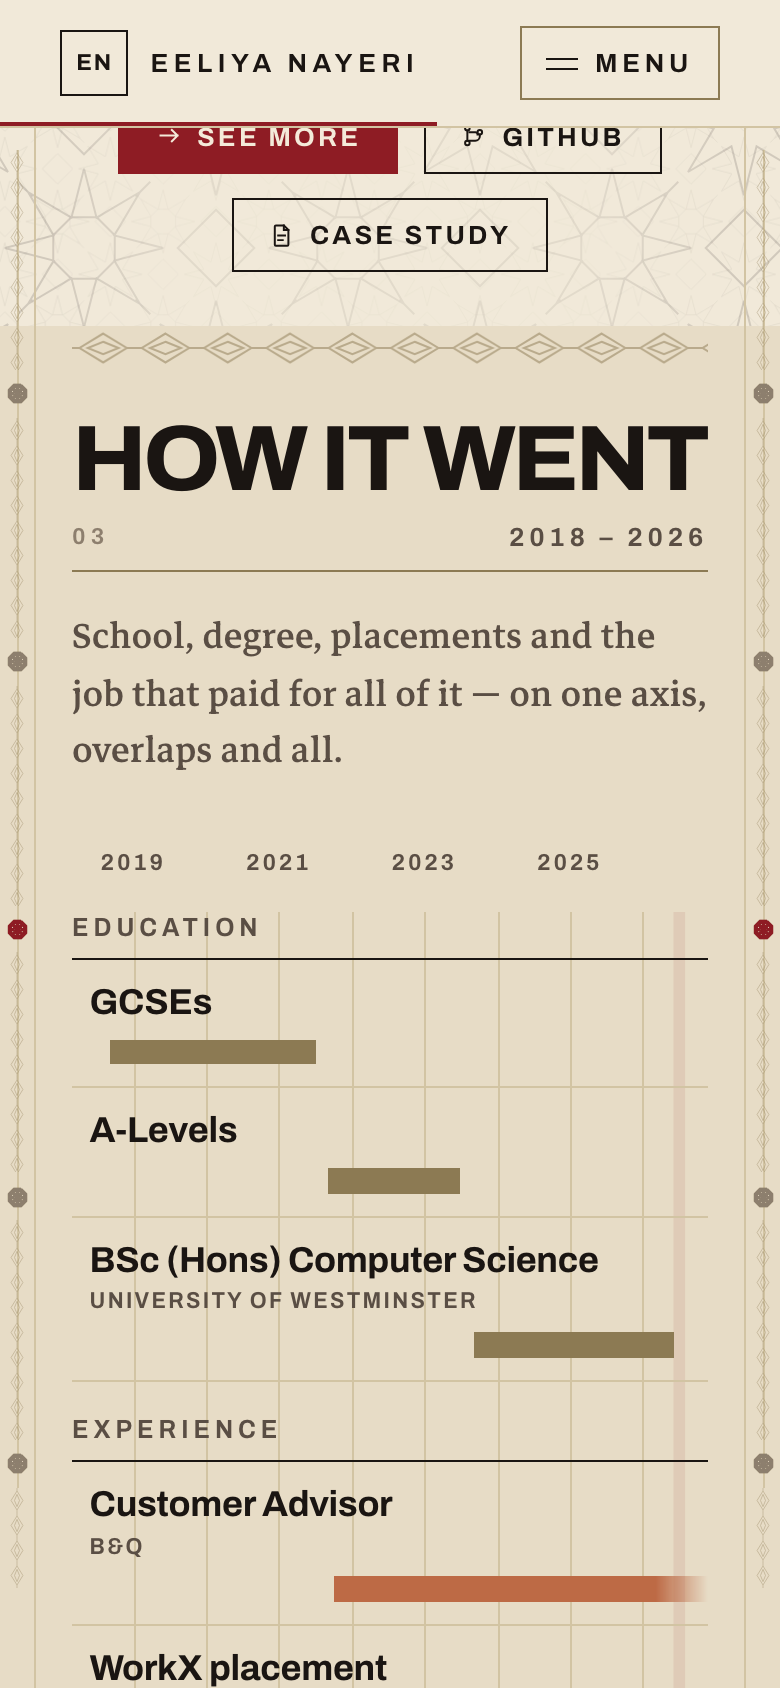 EN EELIYA NAYERI MENU
SEE MORE GITHUB
CASE STUDY
HOW IT WENT
03 2018 – 2026
School, degree, placements and the
job that paid for all of it — on one axis,
overlaps and all.
2019 2021 2023 2025
EDUCATION
GCSEs
A-Levels
BSc (Hons) Computer Science
UNIVERSITY OF WESTMINSTER
EXPERIENCE
Customer Advisor
B&Q
WorkX placement